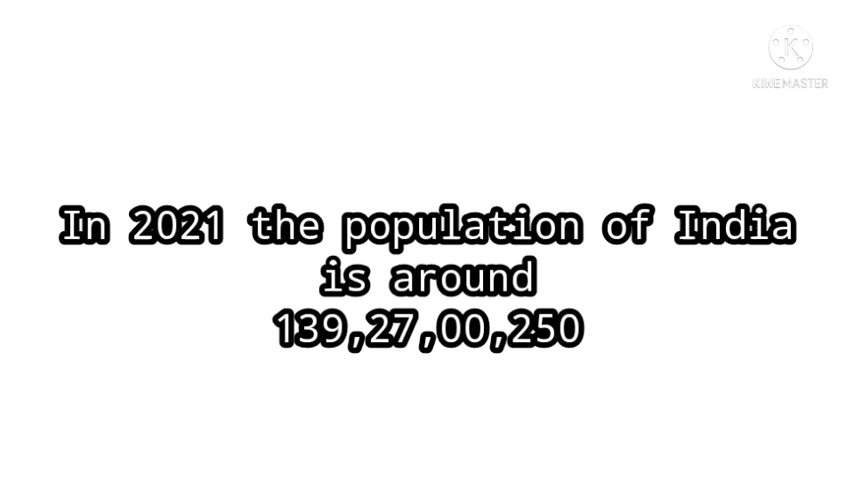 KINEMASTER
In 2021 the population of India
is around
139,27,00,250